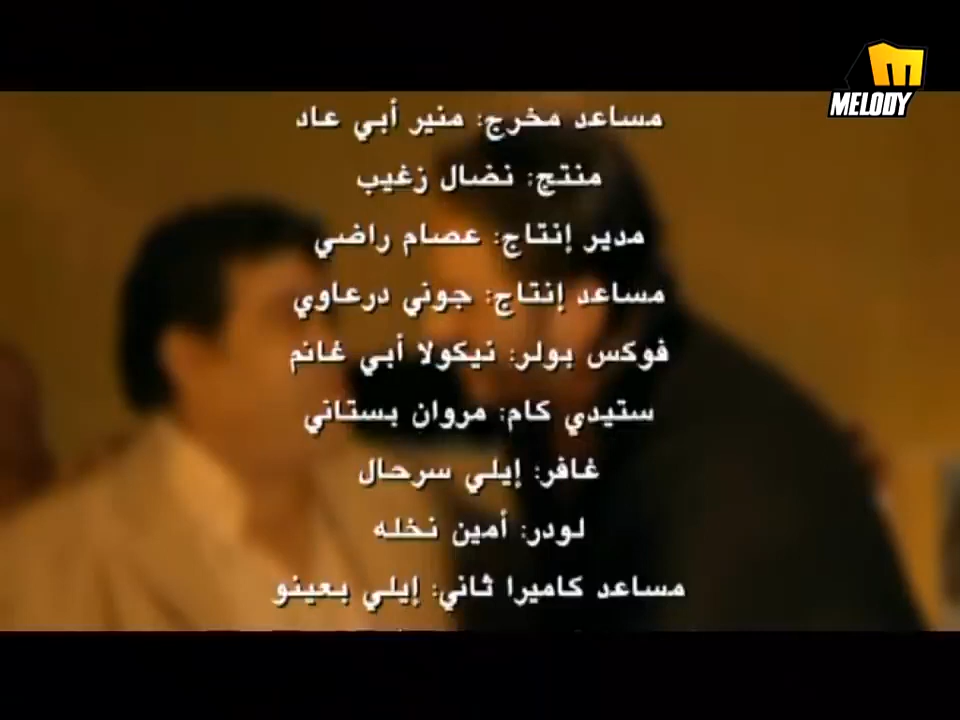 MELODY
مساعد مخرج: منير أبي عاد
منتج: نضال زغيب
مدير إنتاج: عصام راضي
مساعد إنتاج: جوني درعاوي
فوكس بولر: نيكولا أبي غانم
ستيدي كام: مروان بستاني
غافر: إيلي سرحال
لودر: أمين نخله
مساعد كاميرا ثاني: إيلي بعينو